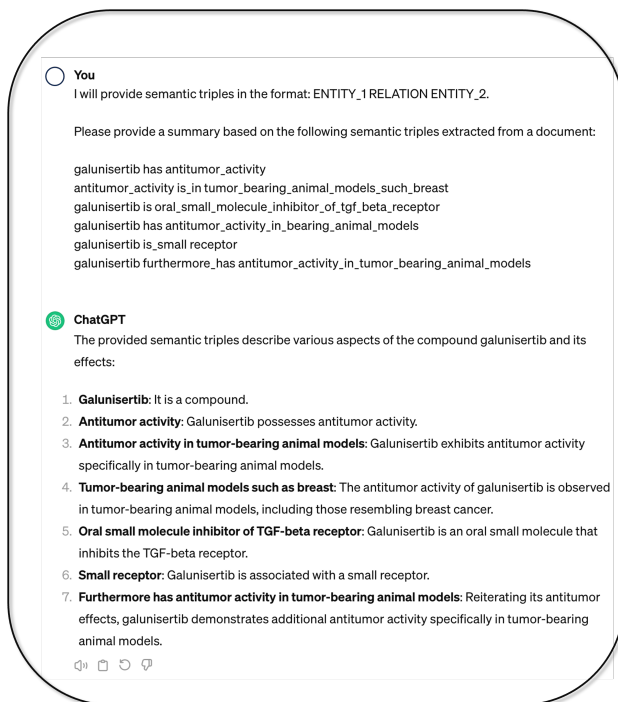 You
I will provide semantic triples in the format: ENTITY_1 RELATION ENTITY_2.
Please provide a summary based on the following semantic triples extracted from a document:
galunisertib has antitumor_activity
antitumor_activity is_in tumor_bearing_animal_models_such_breast
galunisertib is oral_small_molecule_inhibitor_of_tgf_beta_receptor
galunisertib has antitumor_activity_in_bearing_animal_models
galunisertib is_small receptor
galunisertib furthermore_has antitumor_activity_in_tumor_bearing_animal_models
ChatGPT
The provided semantic triples describe various aspects of the compound galunisertib and its
effects:
1. Galunisertib: It is a compound.
2. Antitumor activity: Galunisertib possesses antitumor activity.
3. Antitumor activity in tumor-bearing animal models: Galunisertib exhibits antitumor activity
specifically in tumor-bearing animal models.
4. Tumor-bearing animal models such as breast: The antitumor activity of galunisertib is observed
in tumor-bearing animal models, including those resembling breast cancer.
5. Oral small molecule inhibitor of TGF-beta receptor: Galunisertib is an oral small molecule that
inhibits the TGF-beta receptor.
6. Small receptor: Galunisertib is associated with a small receptor.
7. Furthermore has antitumor activity in tumor-bearing animal models: Reiterating its antitumor
effects, galunisertib demonstrates additional antitumor activity specifically in tumor-bearing
animal models.